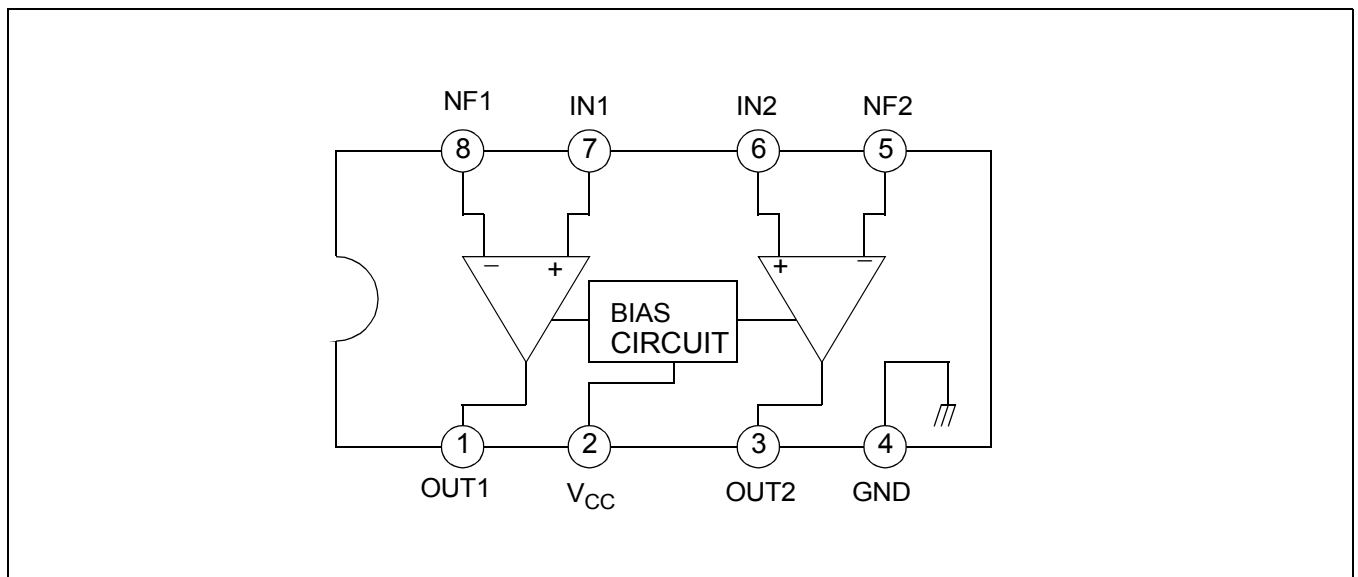 NF1 IN1 IN2 NF2
8 7 6 5
− + + −
BIAS
CIRCUIT
1 2 3 4
OUT1 VCC OUT2 GND